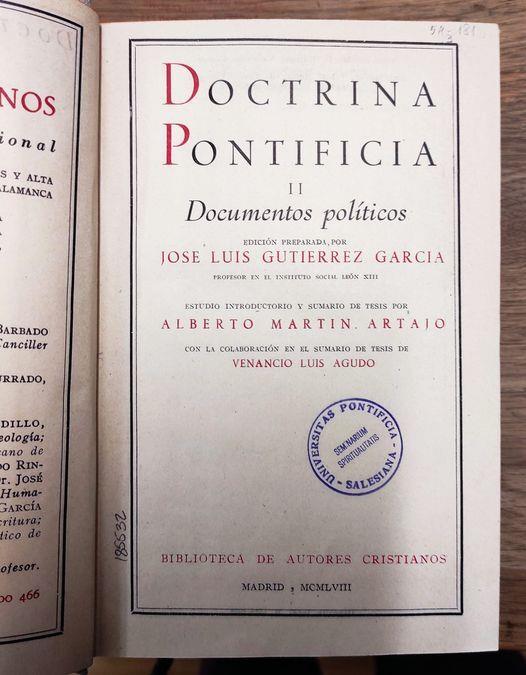 NOS
ional
S Y ALTA
ALAMANCA
A
A
A
BARBADO
Canciller
URRADO,
DILLO,
eología;
cano de
DO RIN-
r. JOSÉ
Huma-
GARCÍA
critura;
tico de
ofesor.
DO 466
DOCTRINA
PONTIFICIA
II
Documentos políticos
EDICIÓN PREPARADA POR
JOSE LUIS GUTIERREZ GARCIA
PROFESOR EN EL INSTITUTO SOCIAL LEÓN XIII
ESTUDIO INTRODUCTORIO Y SUMARIO DE TESIS POR
ALBERTO MARTIN ARTAJO
CON LA COLABORACIÓN EN EL SUMARIO DE TESIS DE
VENANCIO LUIS AGUDO
UNIVERSITAS PONTIFICIA
SALESIANA
SEMINARIUM
SPIRITUALITATIS
185532
BIBLIOTECA DE AUTORES CRISTIANOS
MADRID, MCMLVIII